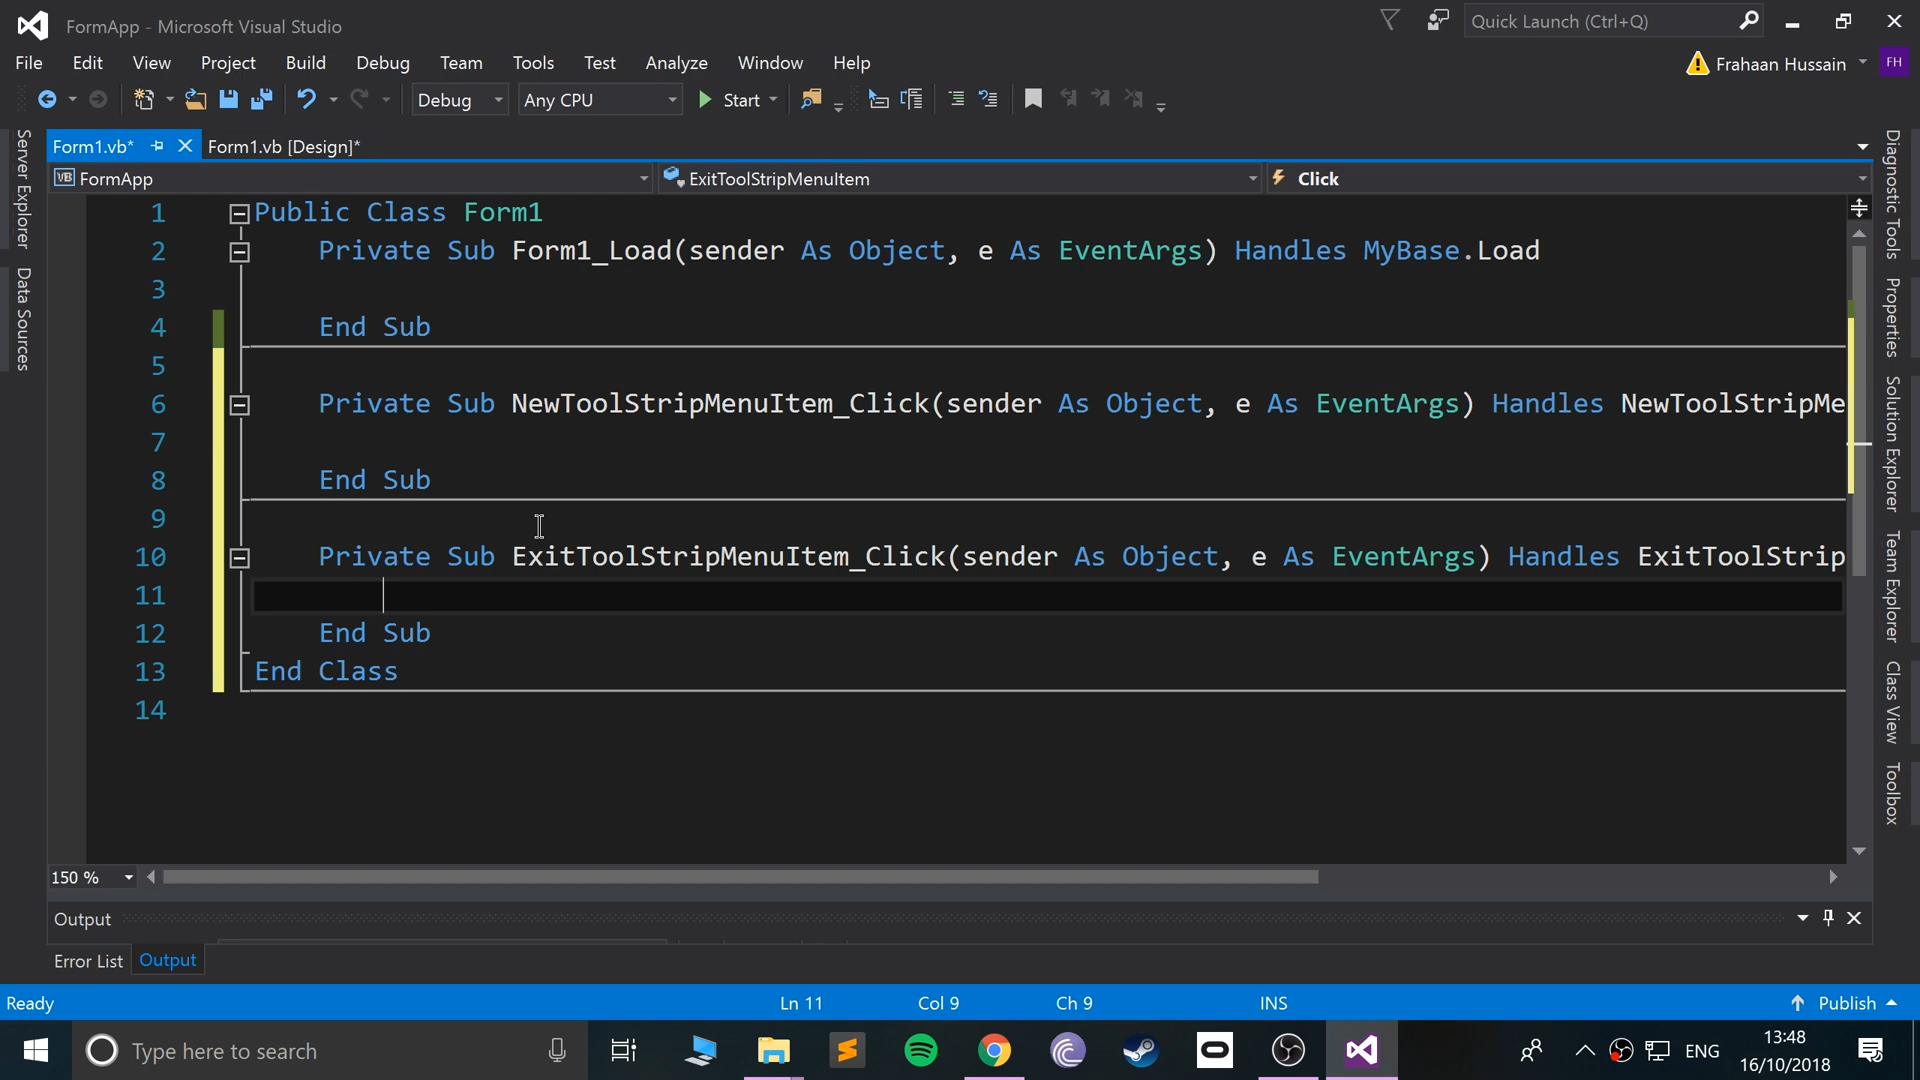 FormApp - Microsoft Visual Studio
Quick Launch (Ctrl+Q)
File Edit View Project Build Debug Team Tools Test Analyze Window Help
Frahaan Hussain FH
Debug Any CPU Start
Form1.vb* Form1.vb [Design]*
FormApp ExitToolStripMenuItem Click
Server Explorer
Data Sources
1 Public Class Form1
2 Private Sub Form1_Load(sender As Object, e As EventArgs) Handles MyBase.Load
3
4 End Sub
5
6 Private Sub NewToolStripMenuItem_Click(sender As Object, e As EventArgs) Handles NewToolStripMe
7
8 End Sub
9
10 Private Sub ExitToolStripMenuItem_Click(sender As Object, e As EventArgs) Handles ExitToolStrip
11
12 End Sub
13 End Class
14
Diagnostic Tools
Properties
Solution Explorer
Team Explorer
Class View
Toolbox
150 %
Output
Error List Output
Ready Ln 11 Col 9 Ch 9 INS Publish
Type here to search
ENG
13:48
16/10/2018